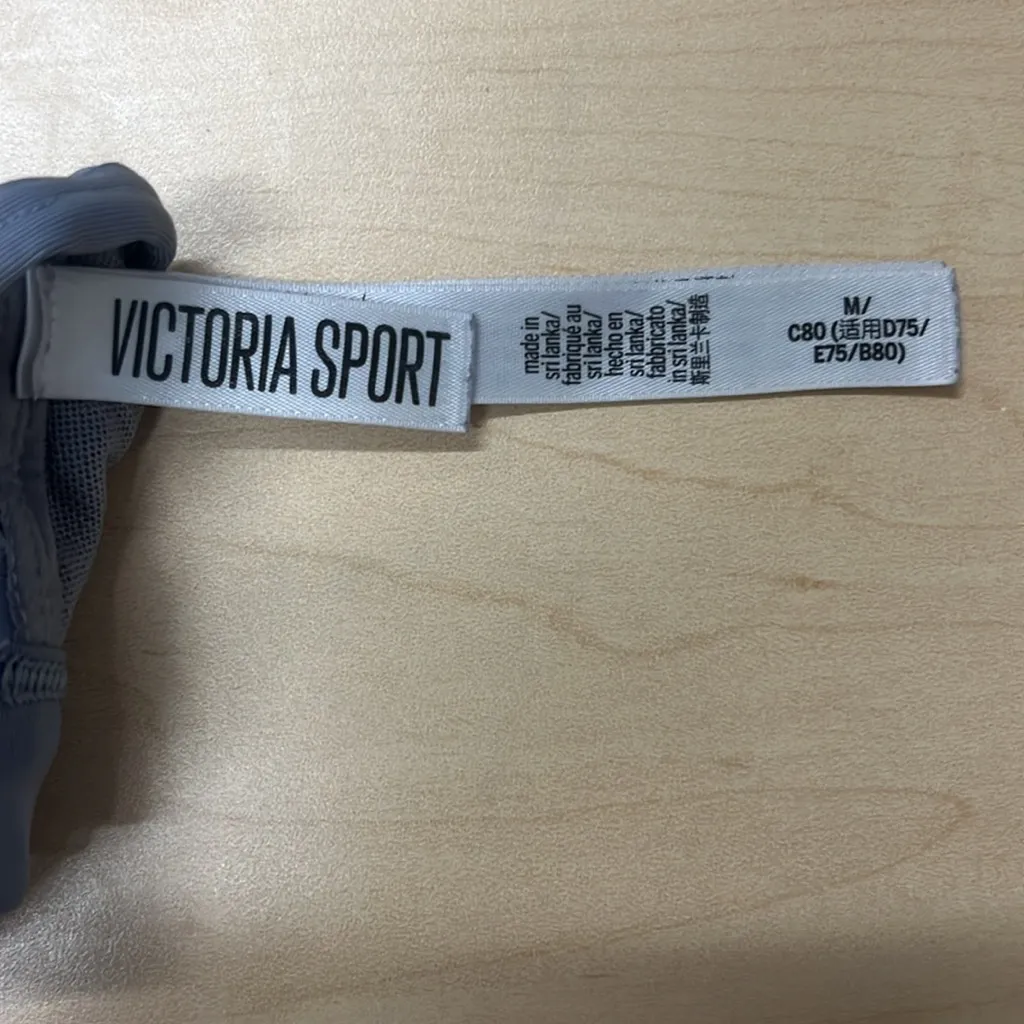 VICTORIA SPORT
made in
sri lanka/
fabriqué au
sri lanka/
hecho en
sri lanka/
fabbricato
in sri lanka/
斯里兰卡制造
M/
C80 (适用D75/
E75/B80)